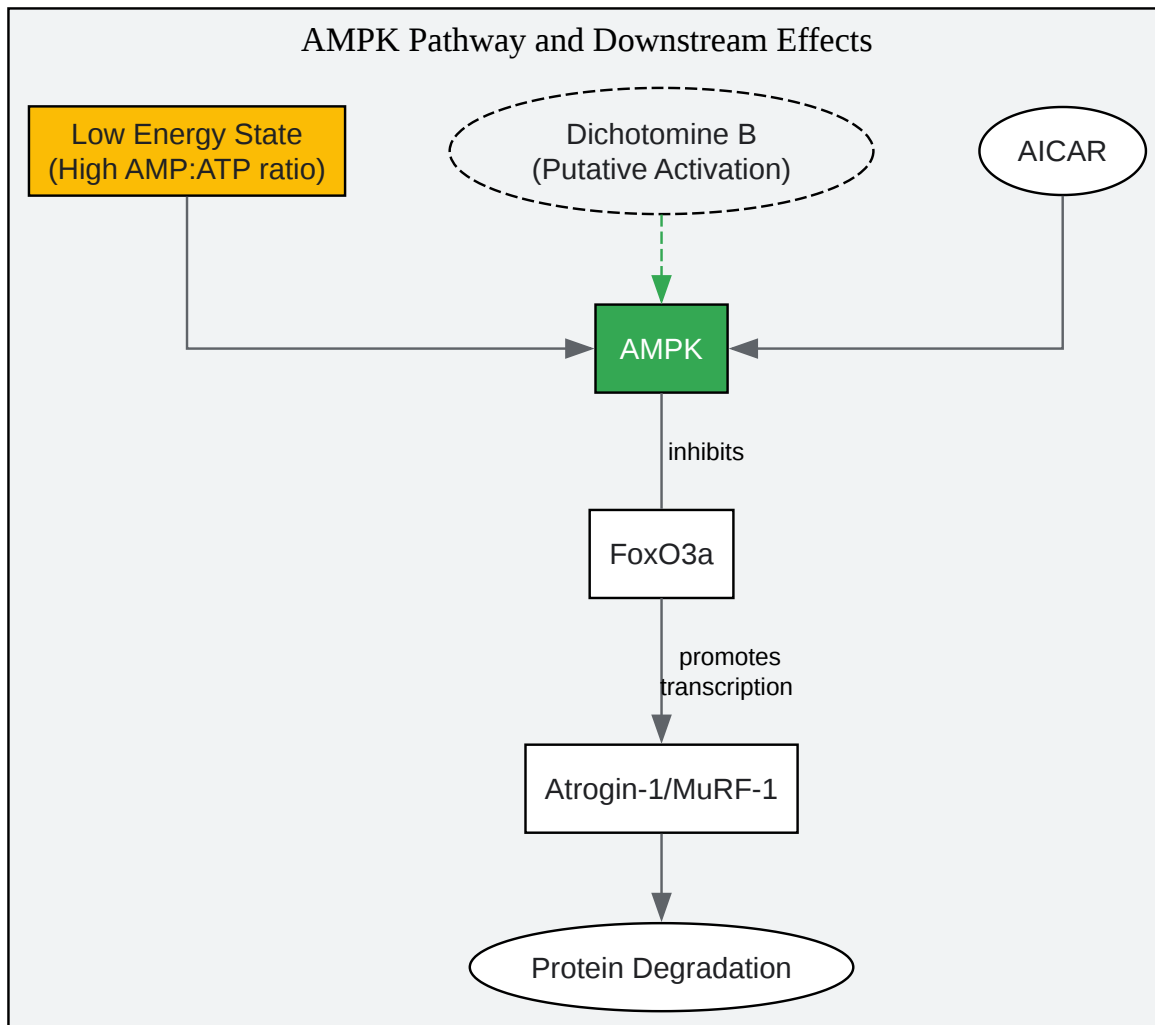 AMPK Pathway and Downstream Effects
Low Energy State
(High AMP:ATP ratio)
Dichotomine B
(Putative Activation)
AICAR
AMPK
inhibits
FoxO3a
promotes
transcription
Atrogin-1/MuRF-1
Protein Degradation